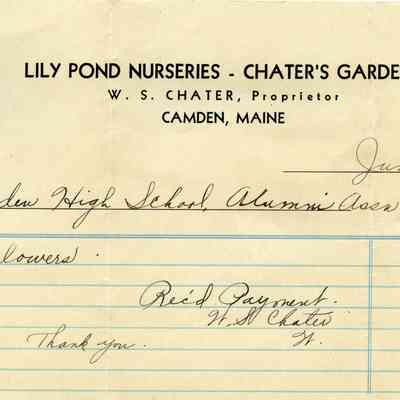 LILY POND NURSERIES - CHATER'S GARDE
W. S. CHATER, Proprietor
CAMDEN, MAINE
Ju
den High School, Alumni Assn
lowers.
Rec'd Payment.
W. S. Chater
W.
Thank you.